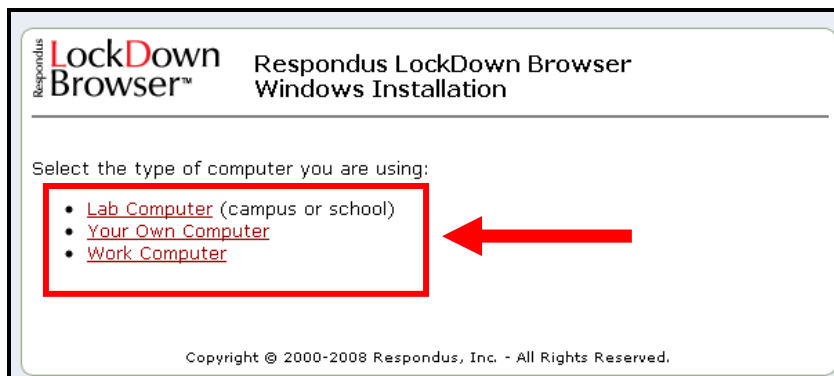 Respondus
LockDown
Browser™
Respondus LockDown Browser
Windows Installation
Select the type of computer you are using:
• Lab Computer (campus or school)
• Your Own Computer
• Work Computer
Copyright © 2000-2008 Respondus, Inc. - All Rights Reserved.